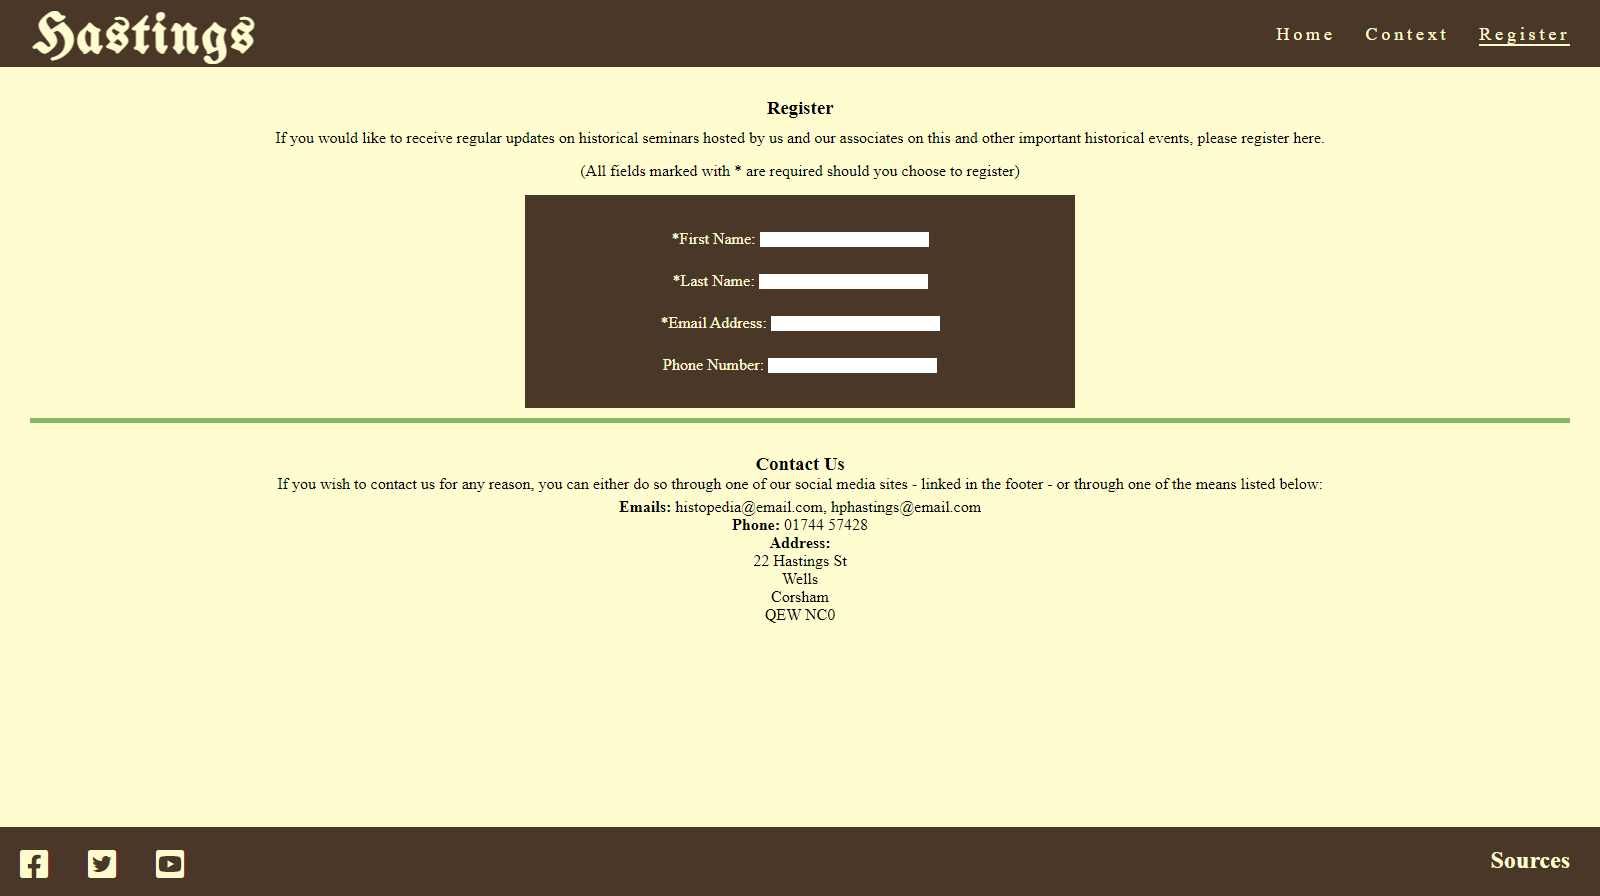 Hastings
Home Context Register
Register
If you would like to receive regular updates on historical seminars hosted by us and our associates on this and other important historical events, please register here.
(All fields marked with * are required should you choose to register)
*First Name:
*Last Name:
*Email Address:
Phone Number:
Contact Us
If you wish to contact us for any reason, you can either do so through one of our social media sites - linked in the footer - or through one of the means listed below:
Emails: histopedia@email.com, hphastings@email.com
Phone: 01744 57428
Address:
22 Hastings St
Wells
Corsham
QEW NC0
Sources